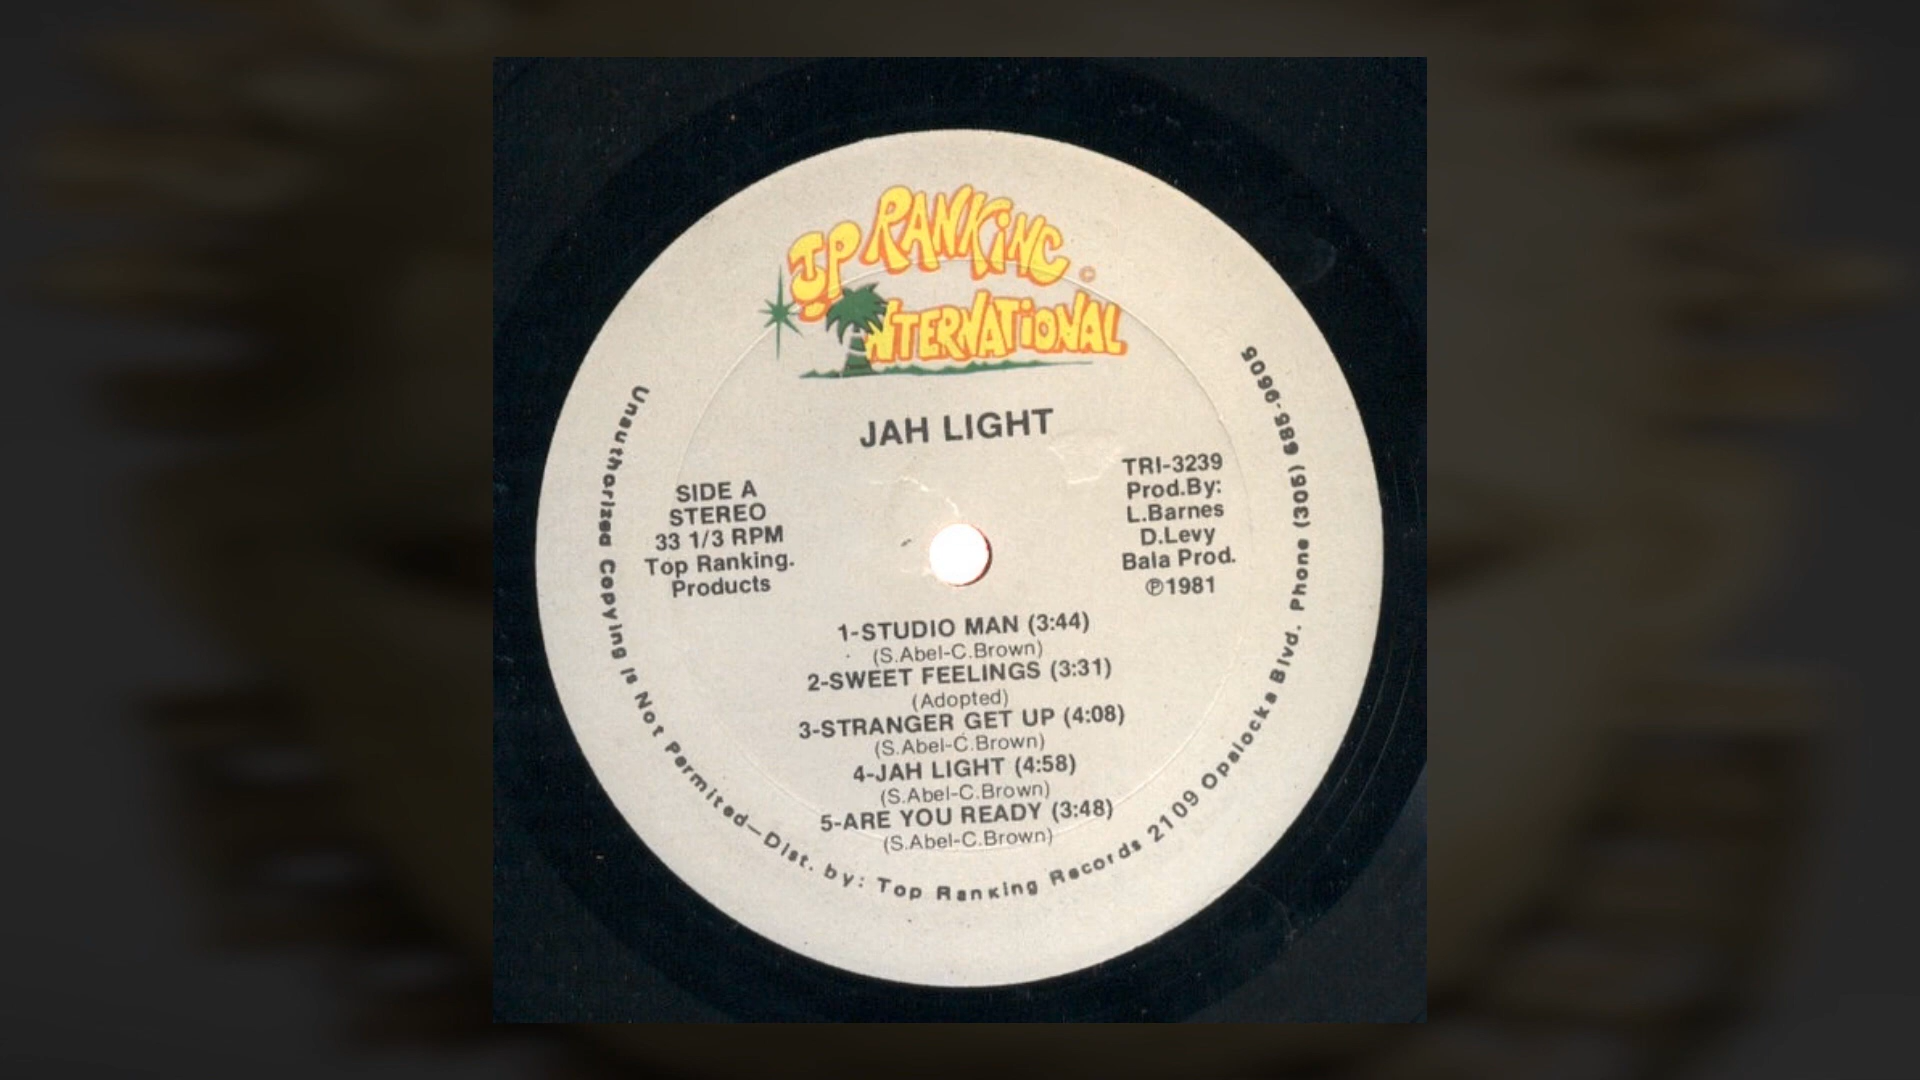 TOP RANKING ©
INTERNATIONAL
JAH LIGHT
SIDE A
STEREO
33 1/3 RPM
Top Ranking.
Products
TRI-3239
Prod.By:
L.Barnes
D.Levy
Bala Prod.
℗1981
1-STUDIO MAN (3:44)
(S.Abel-C.Brown)
2-SWEET FEELINGS (3:31)
(Adopted)
3-STRANGER GET UP (4:08)
(S.Abel-C.Brown)
4-JAH LIGHT (4:58)
(S.Abel-C.Brown)
5-ARE YOU READY (3:48)
(S.Abel-C.Brown)
Unauthorized Copying Is Not Permited—Dist. by: Top Ranking Records 2109 Opalocka Blvd. Phone (305) 685-9605